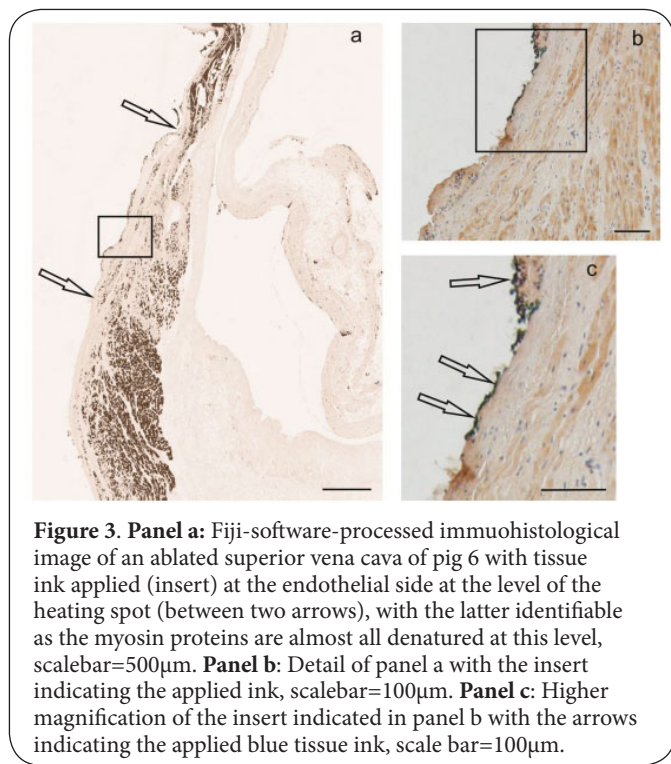 a
b
c
Figure 3. Panel a: Fiji-software-processed immuohistological
image of an ablated superior vena cava of pig 6 with tissue
ink applied (insert) at the endothelial side at the level of the
heating spot (between two arrows), with the latter identifiable
as the myosin proteins are almost all denatured at this level,
scalebar=500μm. Panel b: Detail of panel a with the insert
indicating the applied ink, scalebar=100μm. Panel c: Higher
magnification of the insert indicated in panel b with the arrows
indicating the applied blue tissue ink, scale bar=100μm.